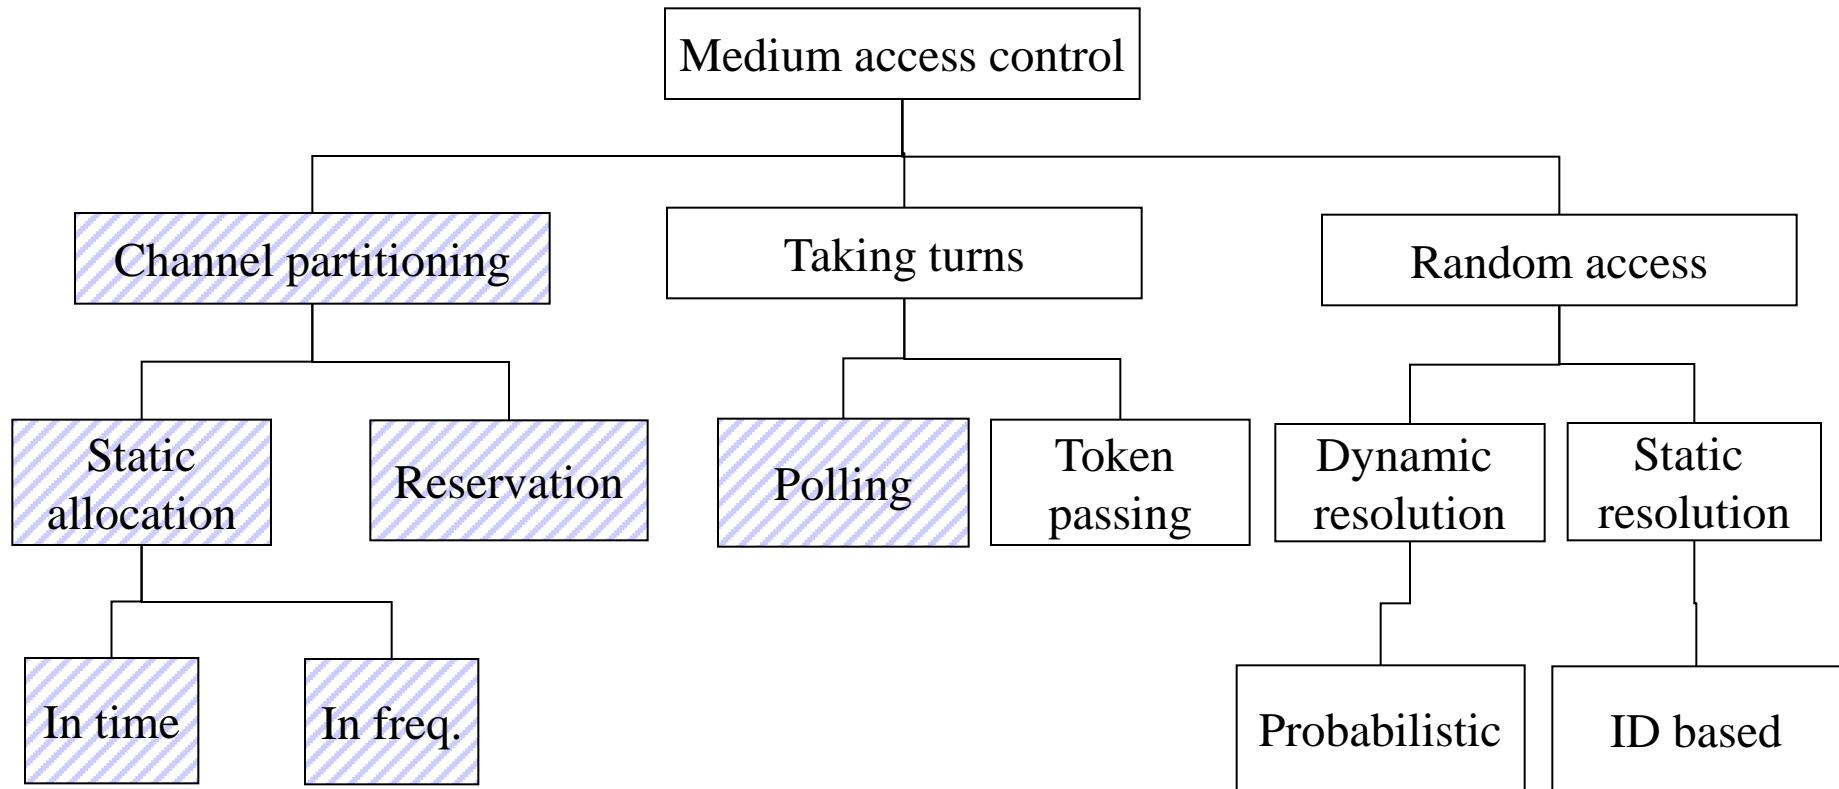 Medium access control
Channel partitioning
Taking turns
Random access
Static
allocation
Reservation
Polling
Token
passing
Dynamic
resolution
Static
resolution
In time
In freq.
Probabilistic
ID based